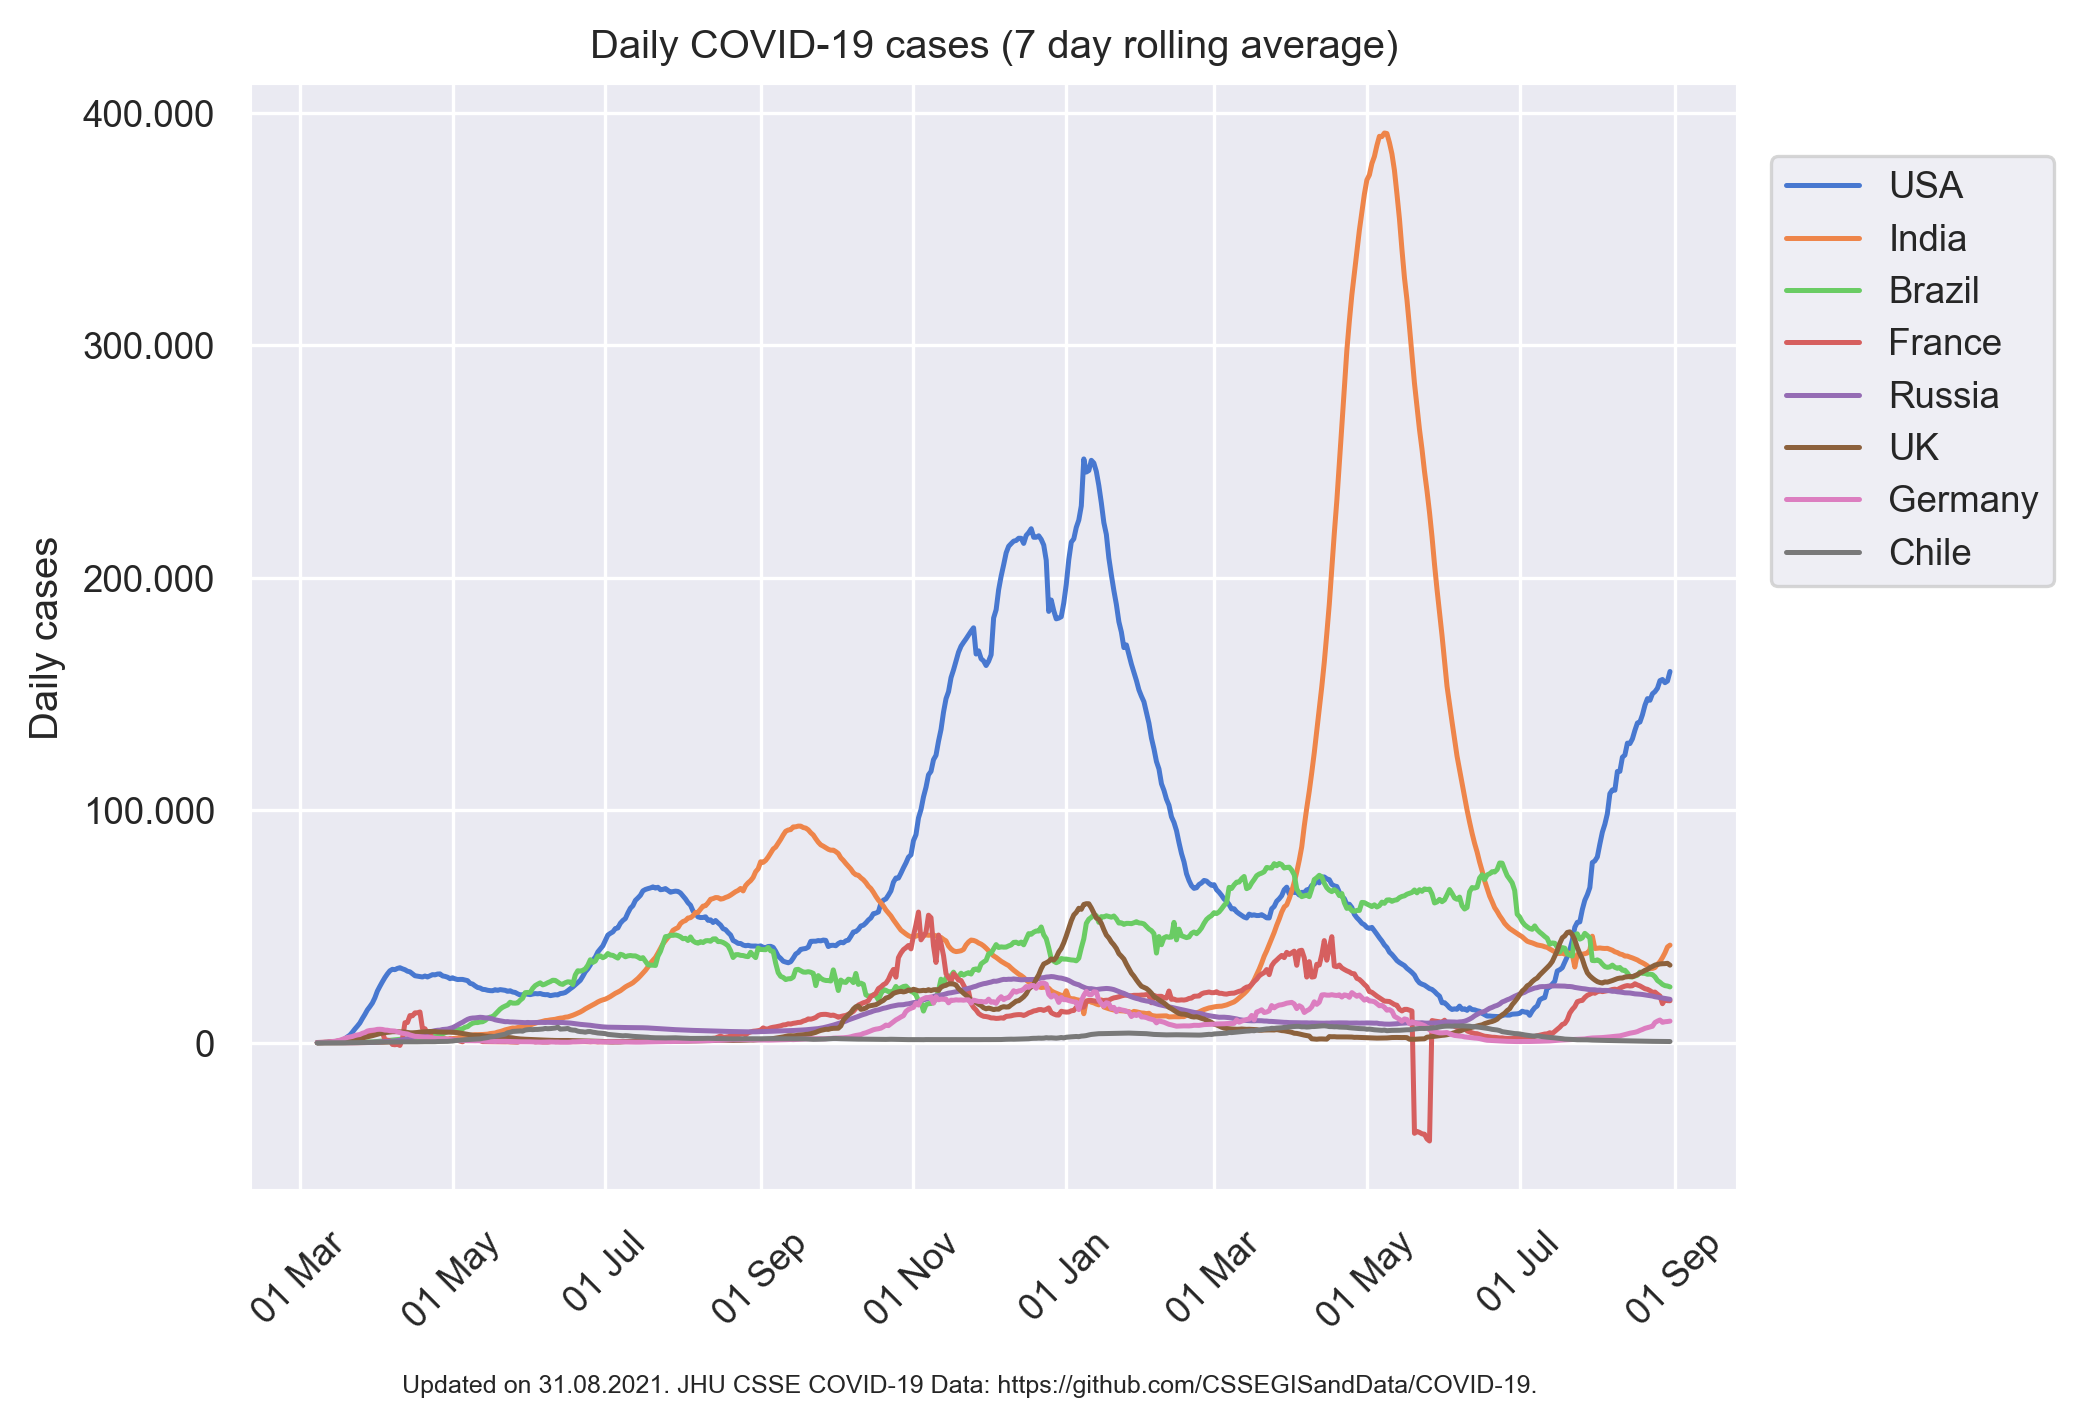 Daily COVID-19 cases (7 day rolling average)
400.000
300.000
200.000
100.000
0
Daily cases
USA
India
Brazil
France
Russia
UK
Germany
Chile
01 Mar
01 May
01 Jul
01 Sep
01 Nov
01 Jan
01 Mar
01 May
01 Jul
01 Sep
Updated on 31.08.2021. JHU CSSE COVID-19 Data: https://github.com/CSSEGISandData/COVID-19.